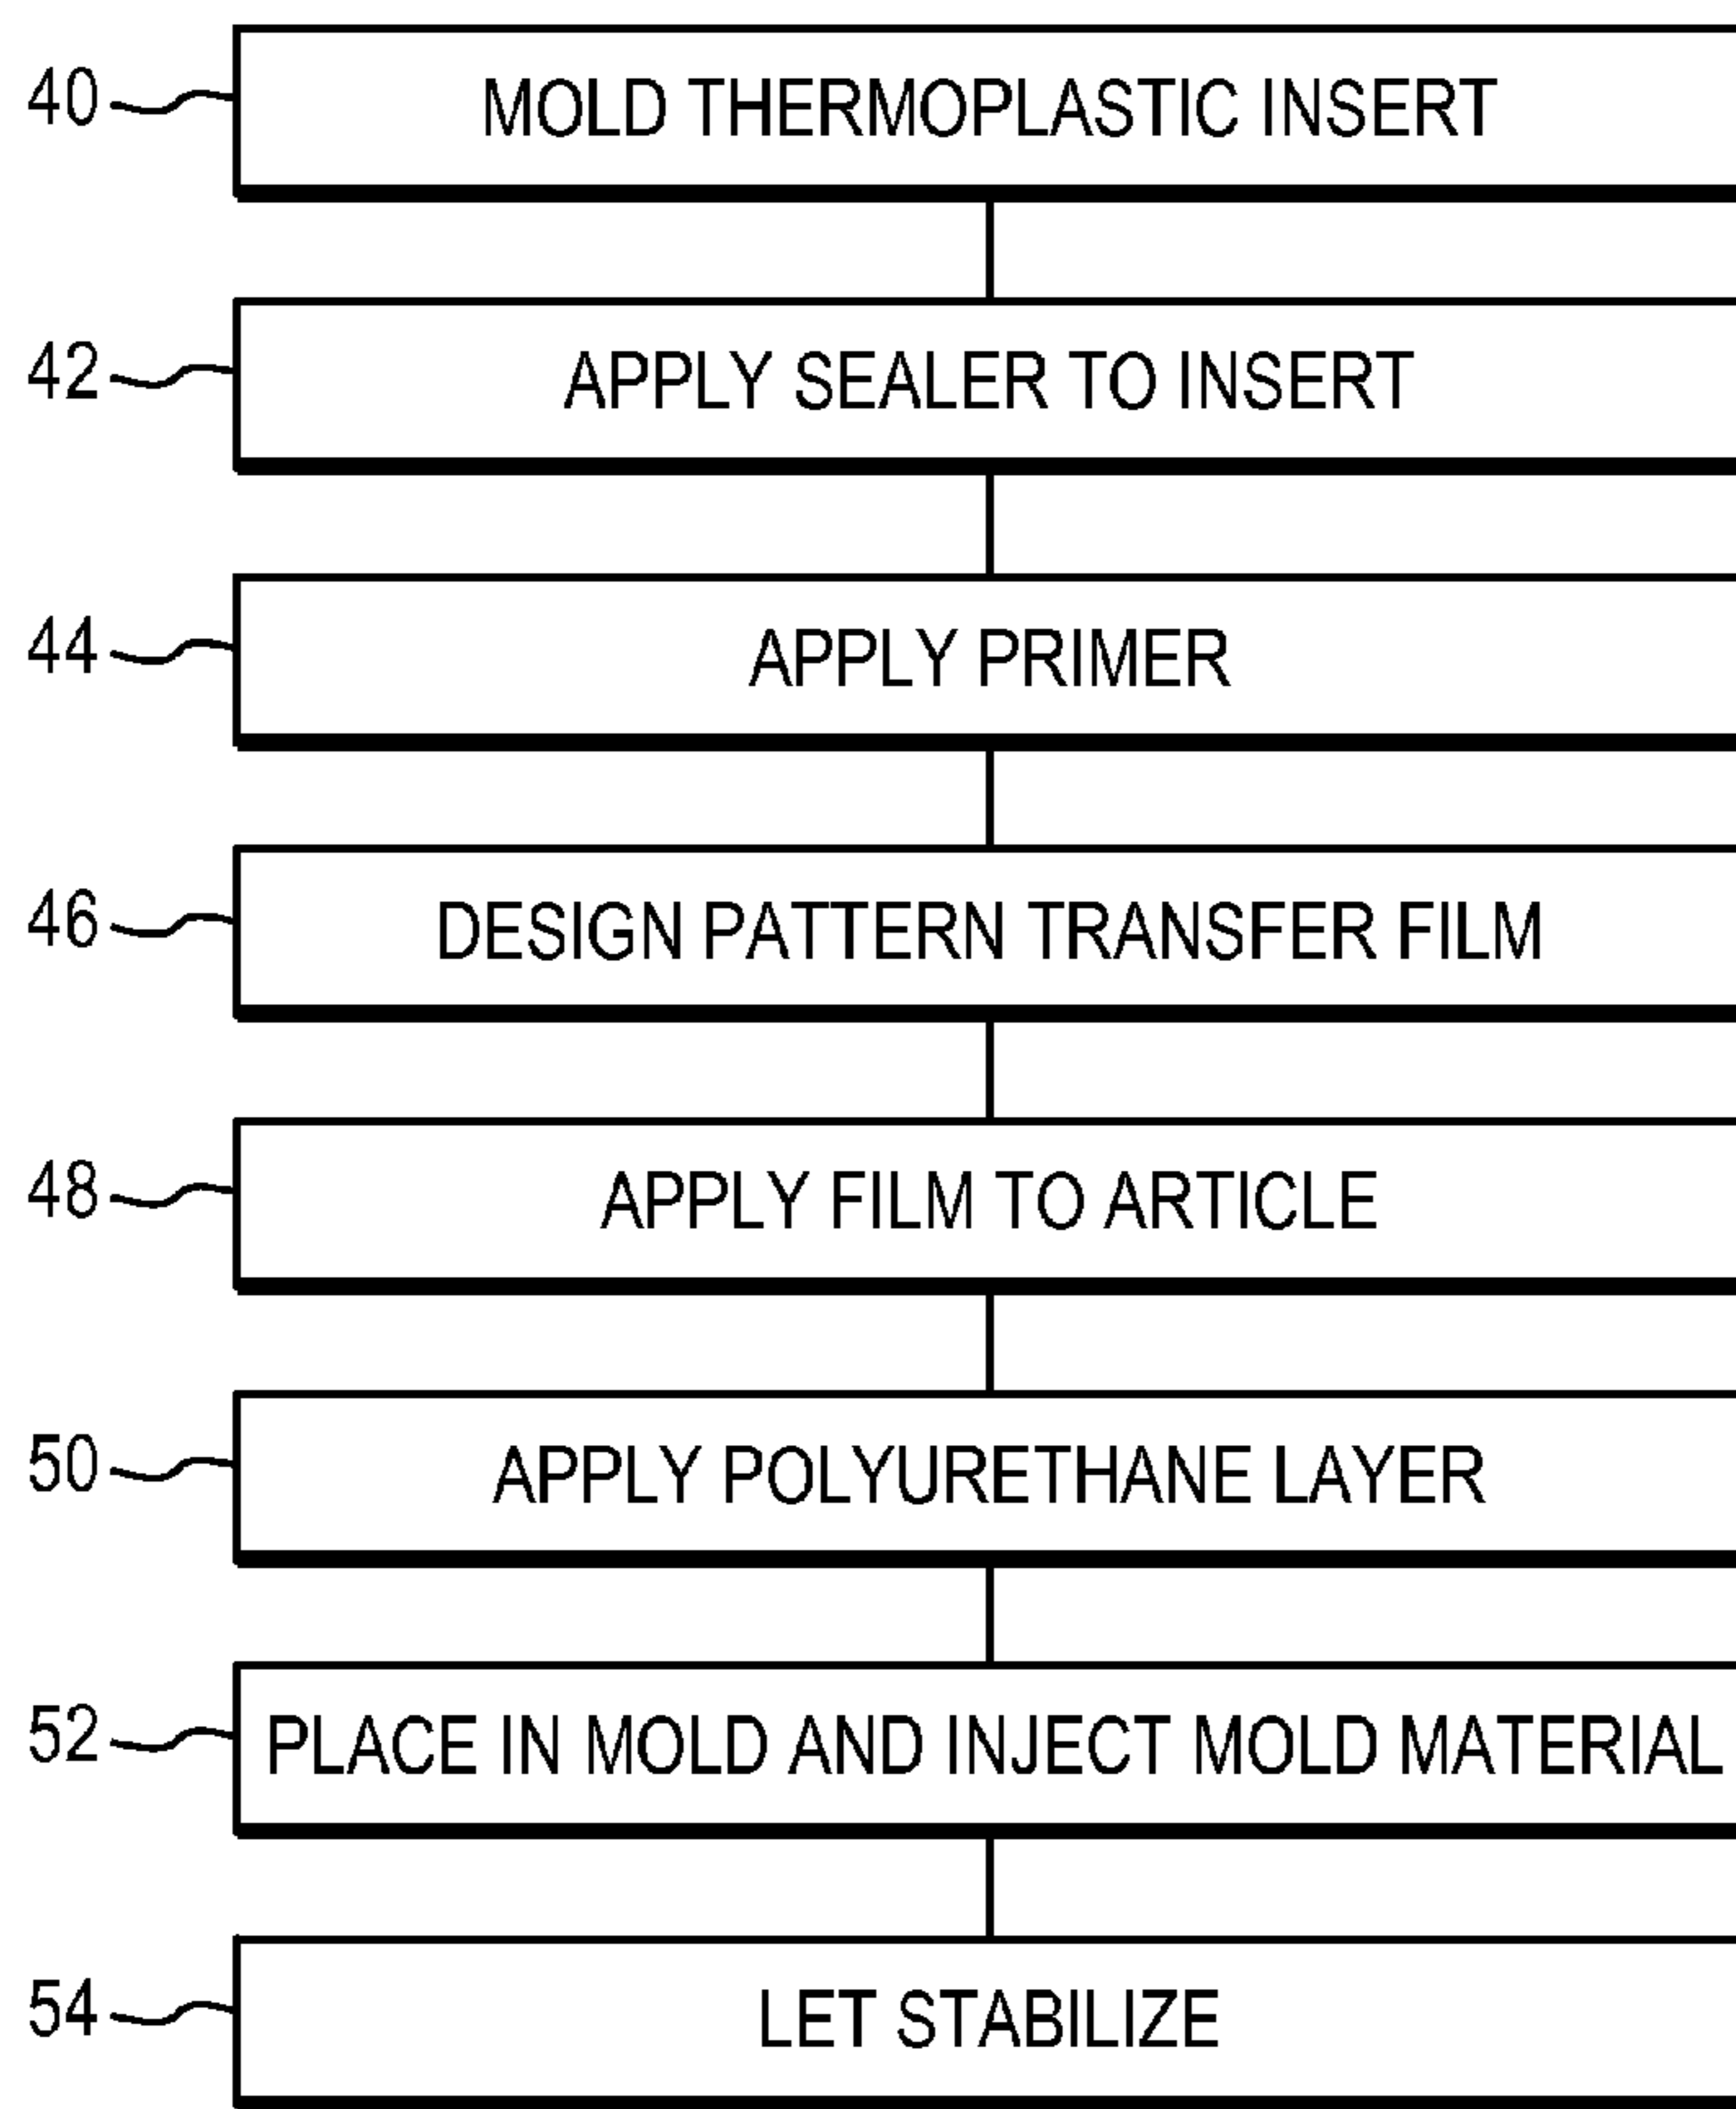 40 MOLD THERMOPLASTIC INSERT
42 APPLY SEALER TO INSERT
44 APPLY PRIMER
46 DESIGN PATTERN TRANSFER FILM
48 APPLY FILM TO ARTICLE
50 APPLY POLYURETHANE LAYER
52 PLACE IN MOLD AND INJECT MOLD MATERIAL
54 LET STABILIZE